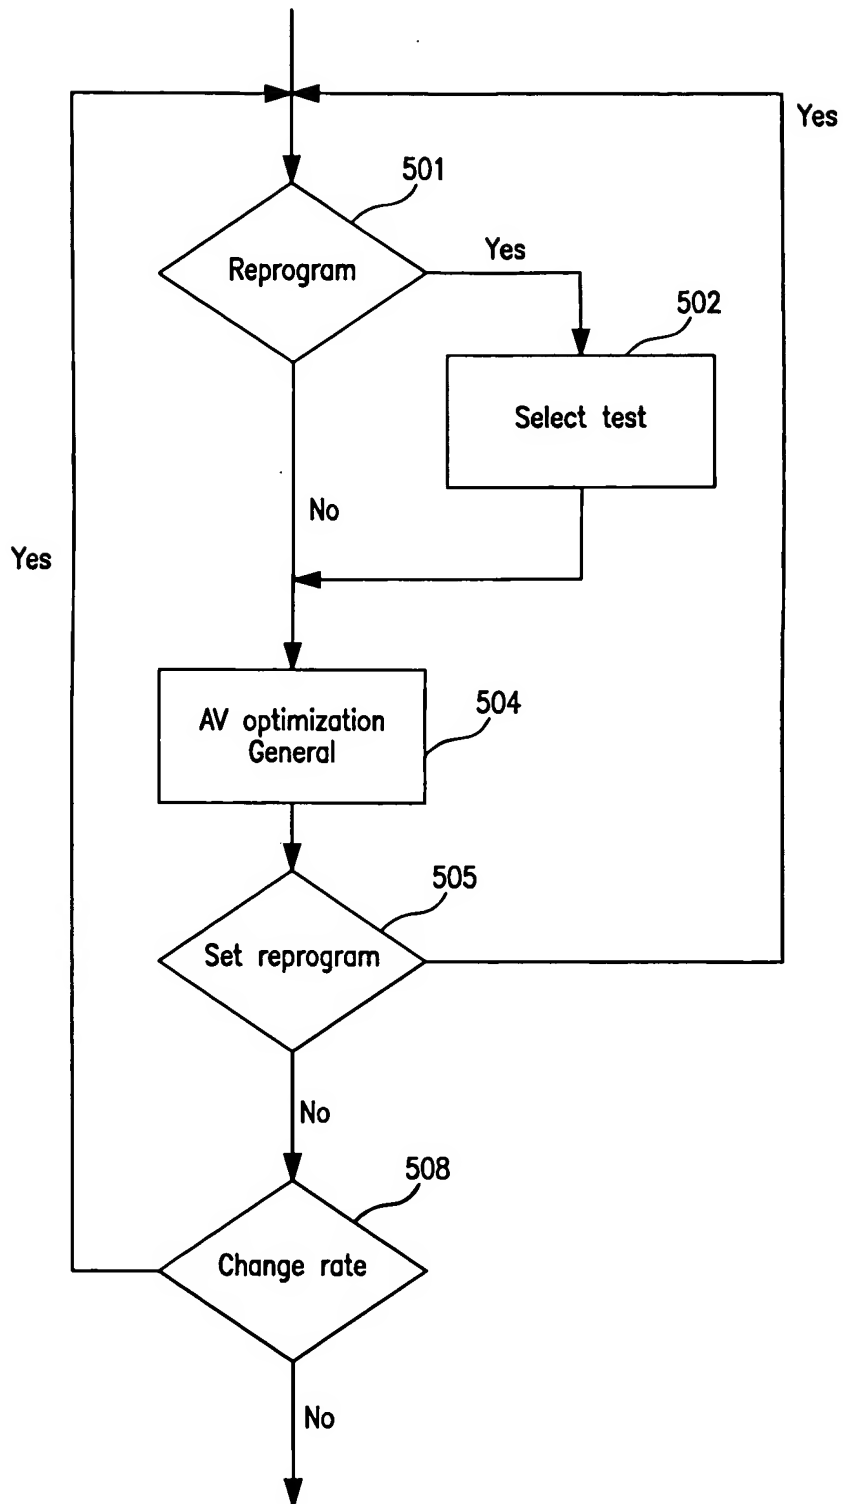 Yes
501
Reprogram
Yes
502
Select test
No
Yes
AV optimization
General
504
505
Set reprogram
No
508
Change rate
No